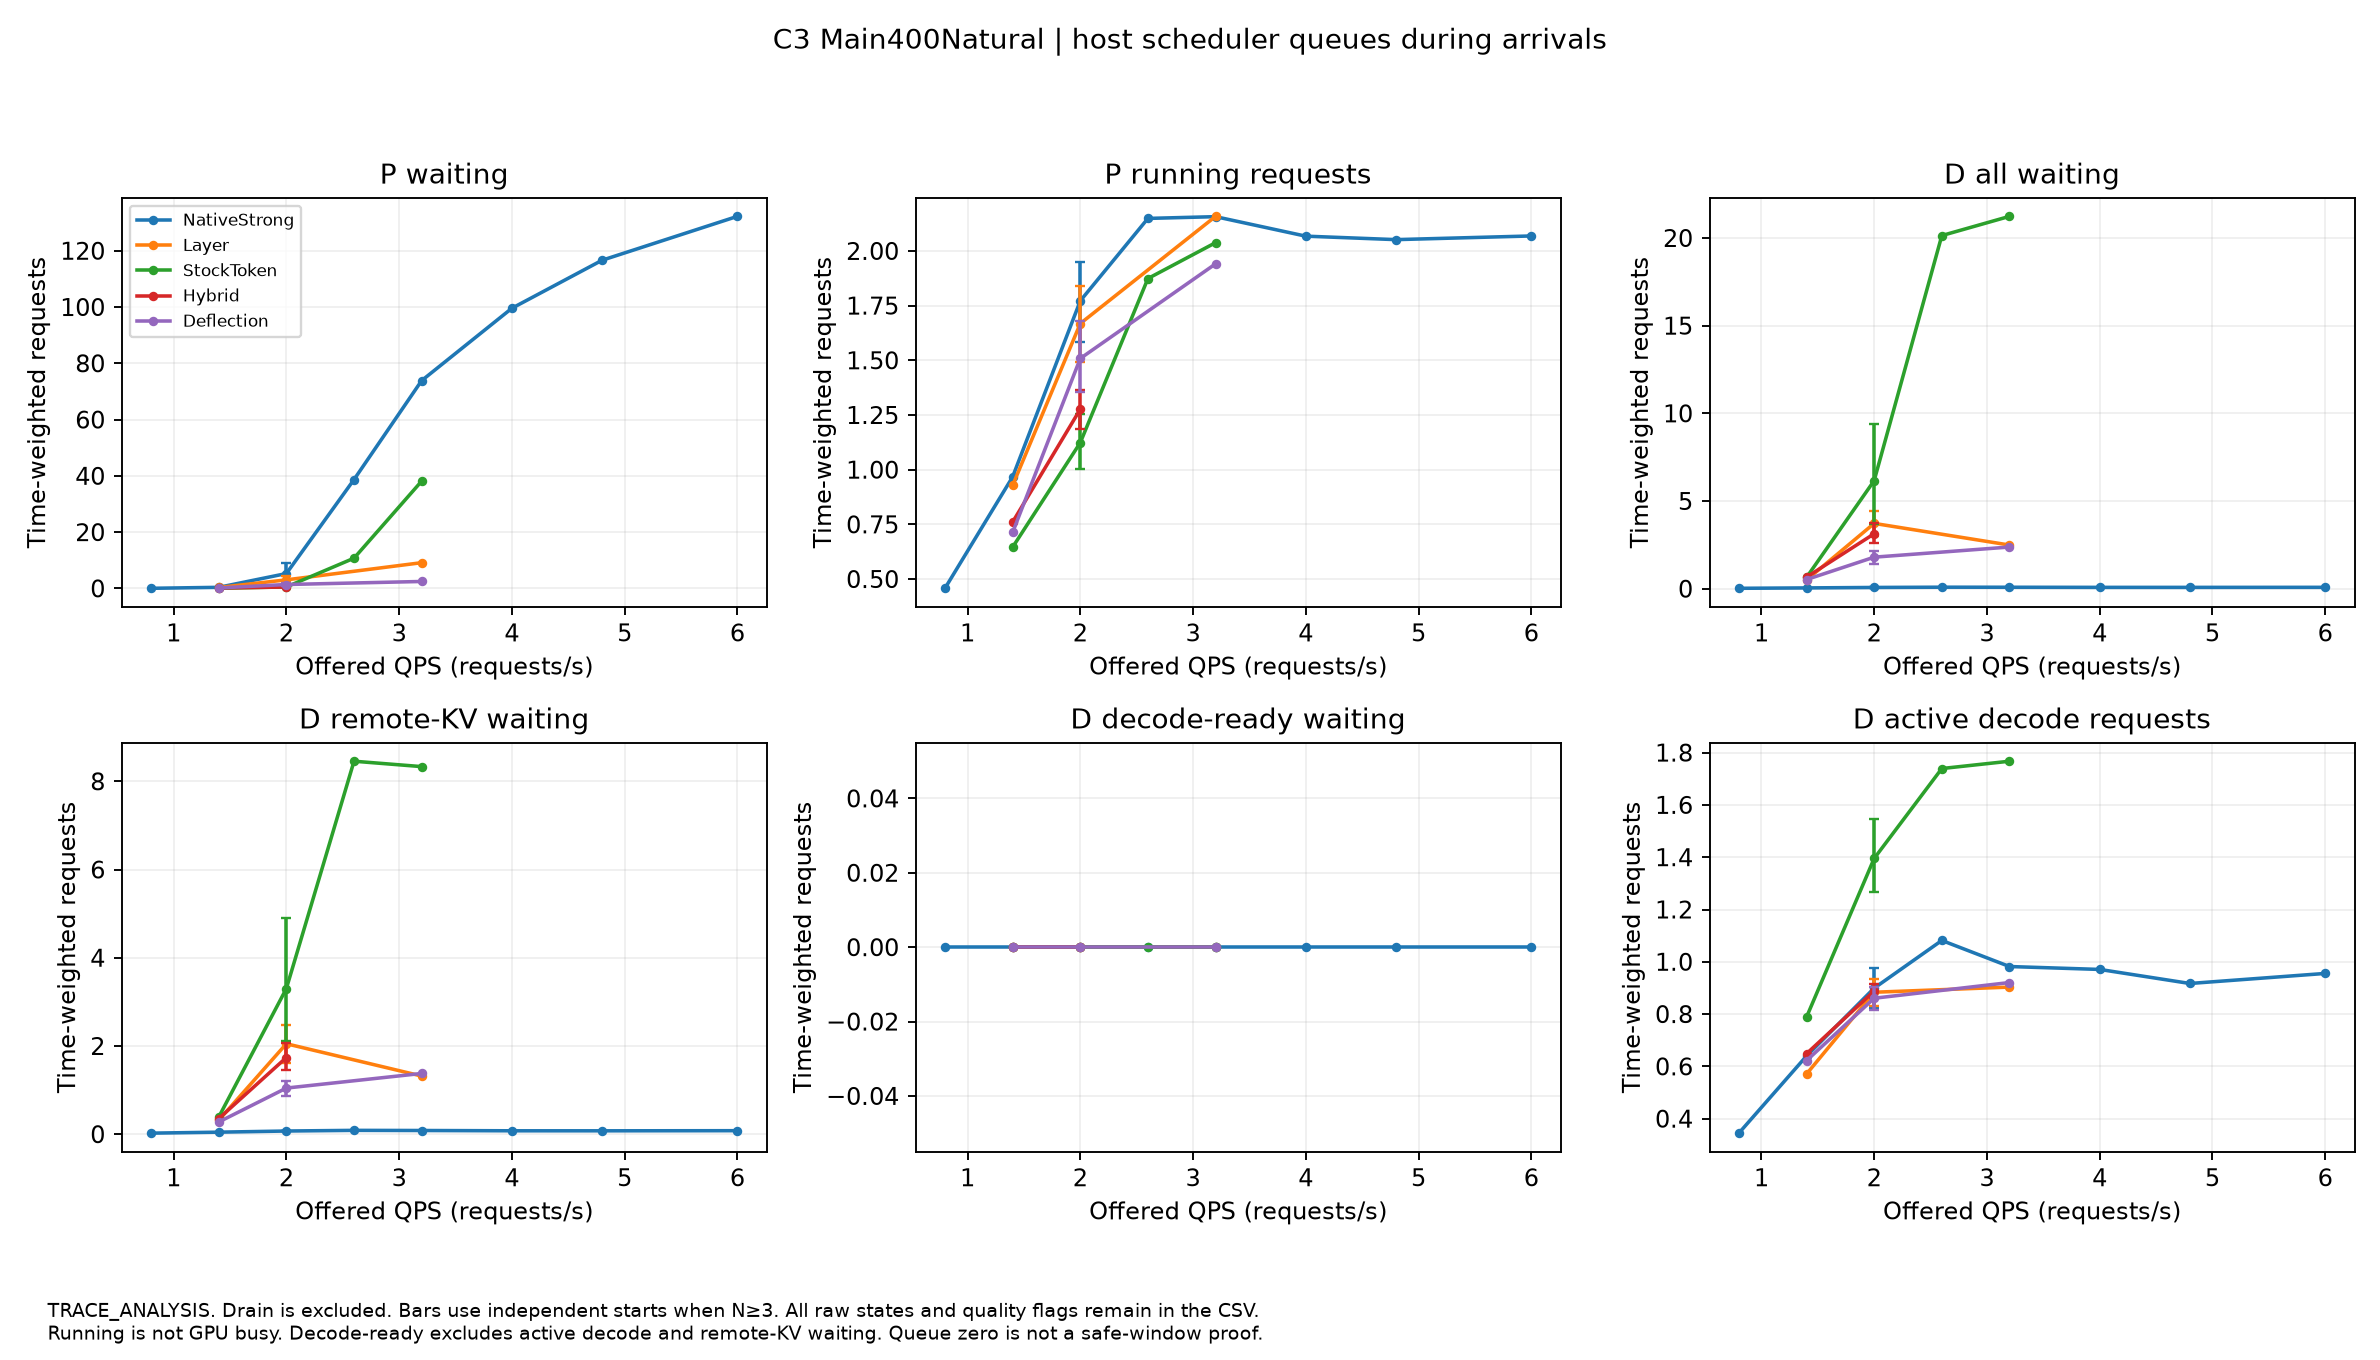 C3 Main400Natural | host scheduler queues during arrivals
P waiting
Time-weighted requests
120
100
80
60
40
20
0
NativeStrong
Layer
StockToken
Hybrid
Deflection
1 2 3 4 5 6
Offered QPS (requests/s)
P running requests
Time-weighted requests
2.00
1.75
1.50
1.25
1.00
0.75
0.50
1 2 3 4 5 6
Offered QPS (requests/s)
D all waiting
Time-weighted requests
20
15
10
5
0
1 2 3 4 5 6
Offered QPS (requests/s)
D remote-KV waiting
Time-weighted requests
8
6
4
2
0
1 2 3 4 5 6
Offered QPS (requests/s)
D decode-ready waiting
Time-weighted requests
0.04
0.02
0.00
−0.02
−0.04
1 2 3 4 5 6
Offered QPS (requests/s)
D active decode requests
Time-weighted requests
1.8
1.6
1.4
1.2
1.0
0.8
0.6
0.4
1 2 3 4 5 6
Offered QPS (requests/s)
TRACE_ANALYSIS. Drain is excluded. Bars use independent starts when N≥3. All raw states and quality flags remain in the CSV.
Running is not GPU busy. Decode-ready excludes active decode and remote-KV waiting. Queue zero is not a safe-window proof.